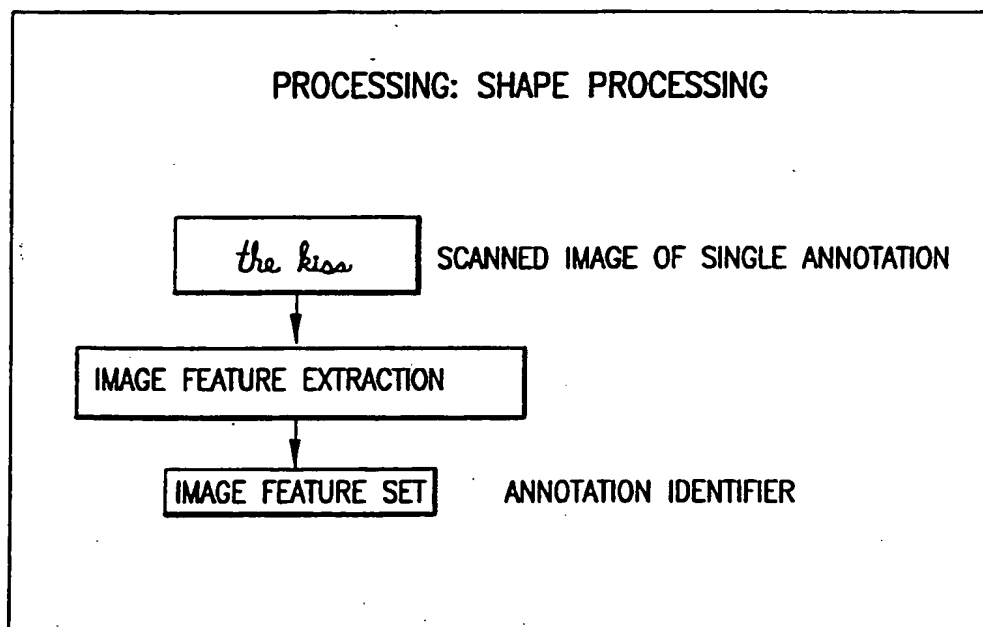 PROCESSING: SHAPE PROCESSING
the kiss
SCANNED IMAGE OF SINGLE ANNOTATION
IMAGE FEATURE EXTRACTION
IMAGE FEATURE SET
ANNOTATION IDENTIFIER